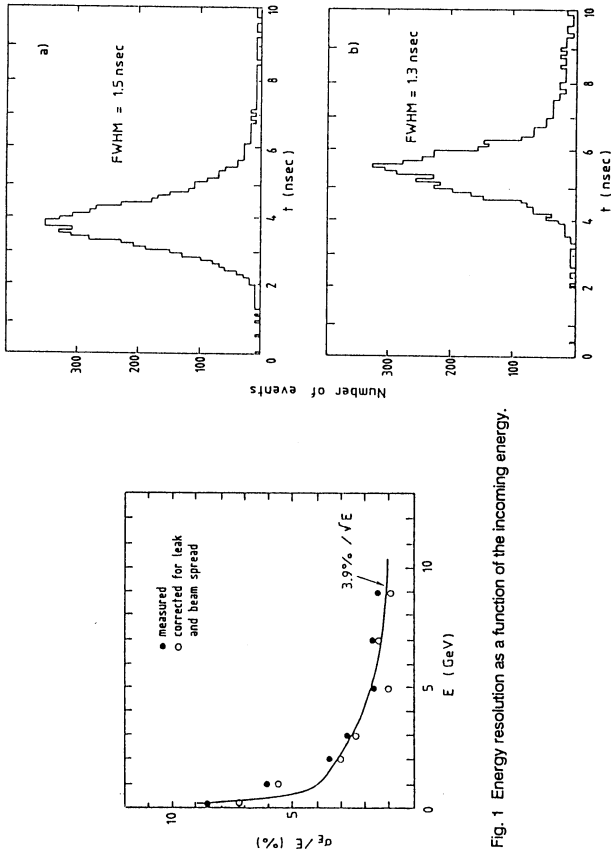 a)
FWHM = 1.5 nsec
300
200
100
0 2 4 6 8 10
t (nsec)
b)
FWHM = 1.3 nsec
300
200
100
0 2 4 6 8 10
t (nsec)
Number of events
● measured
○ corrected for leak
and beam spread
3.9% / √E
10
5
0 5 10
E (GeV)
σE/E (%)
Fig. 1 Energy resolution as a function of the incoming energy.